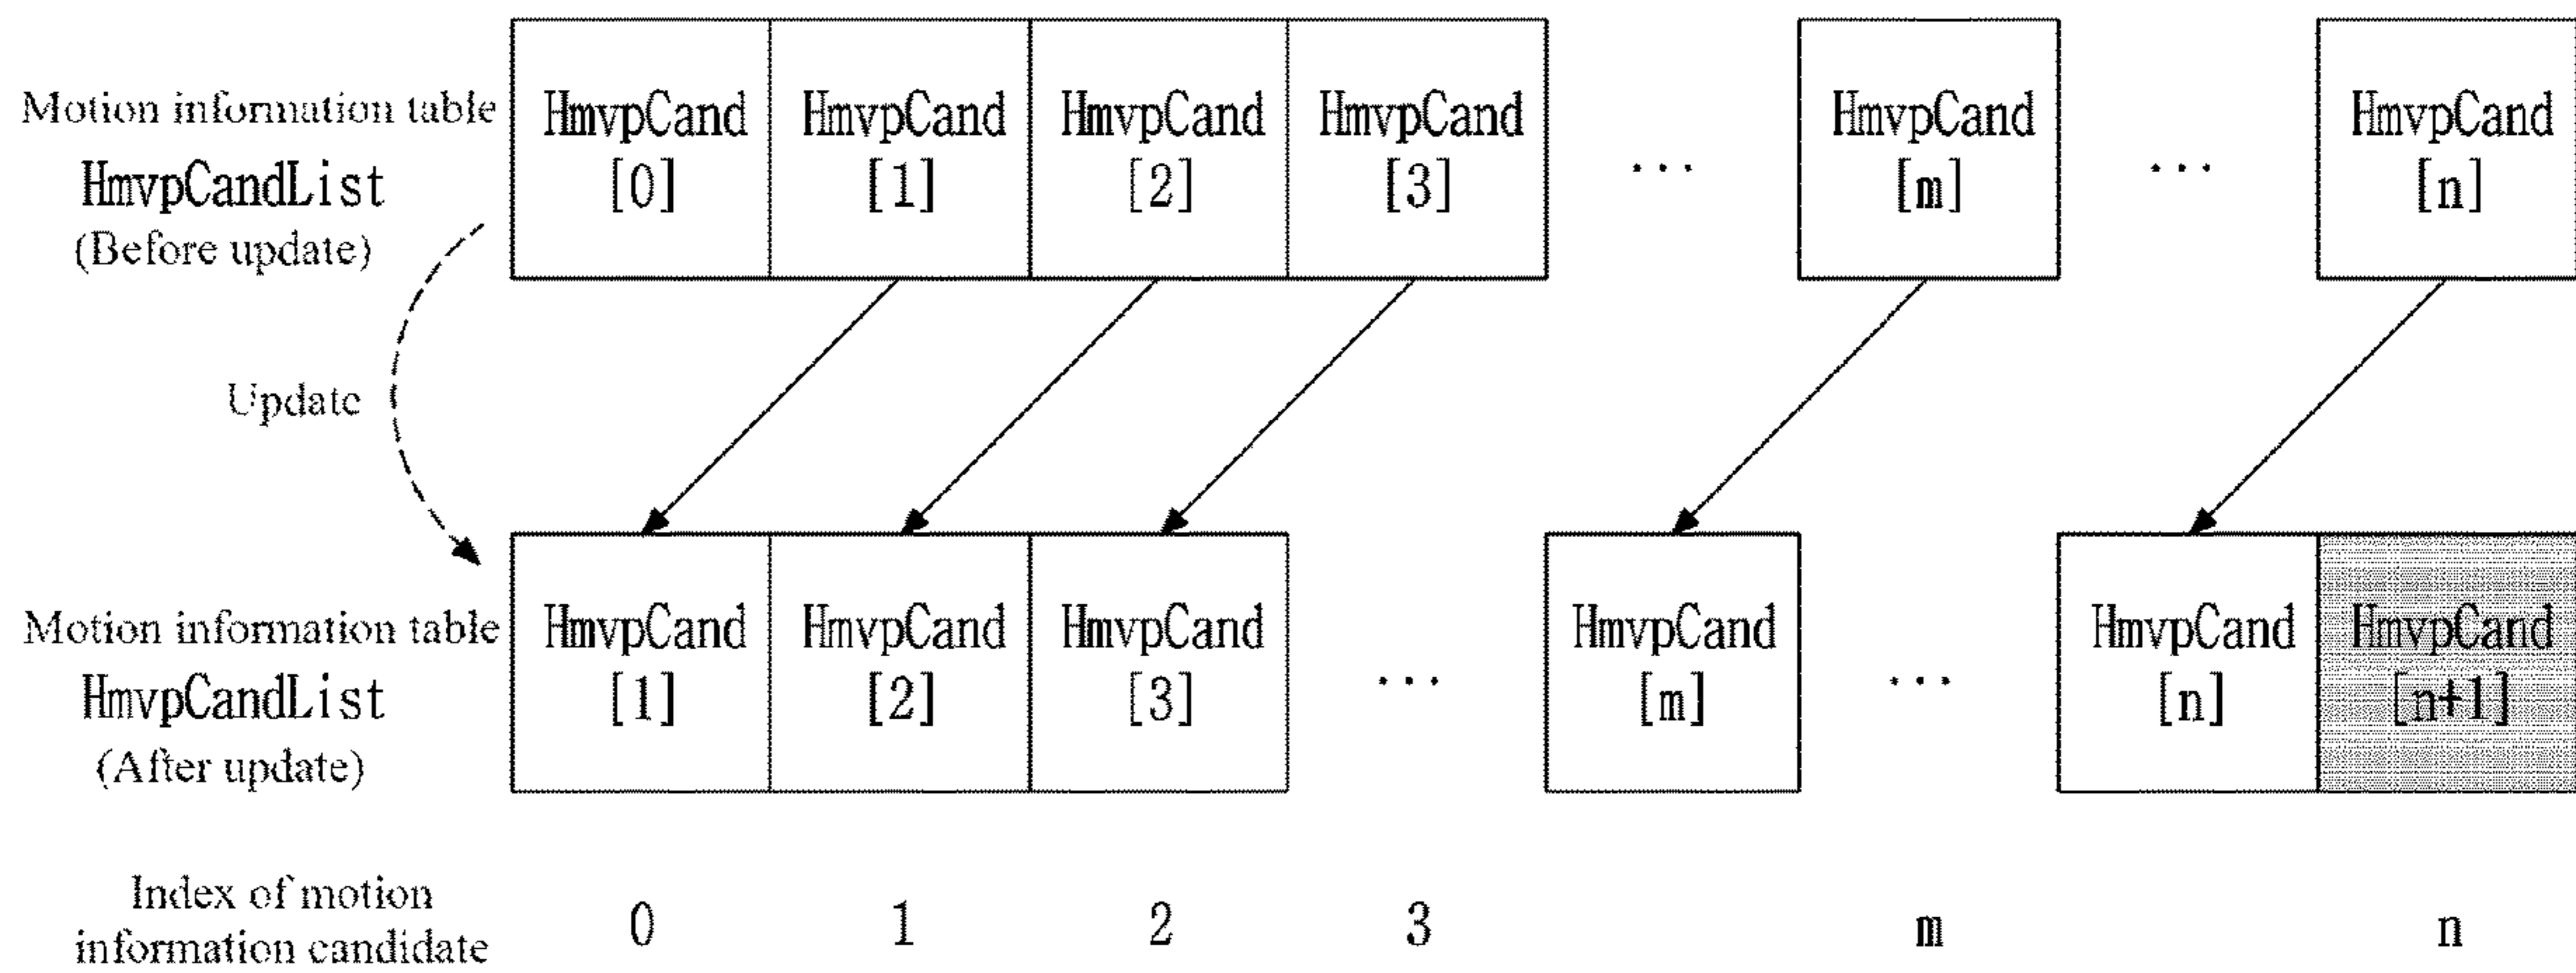 Motion information table
HmvpCandList
(Before update)
HmvpCand
[0]
HmvpCand
[1]
HmvpCand
[2]
HmvpCand
[3]
...
HmvpCand
[m]
...
HmvpCand
[n]
Update
Motion information table
HmvpCandList
(After update)
HmvpCand
[1]
HmvpCand
[2]
HmvpCand
[3]
...
HmvpCand
[m]
...
HmvpCand
[n]
HmvpCand
[n+1]
Index of motion
information candidate
0 1 2 3 m n